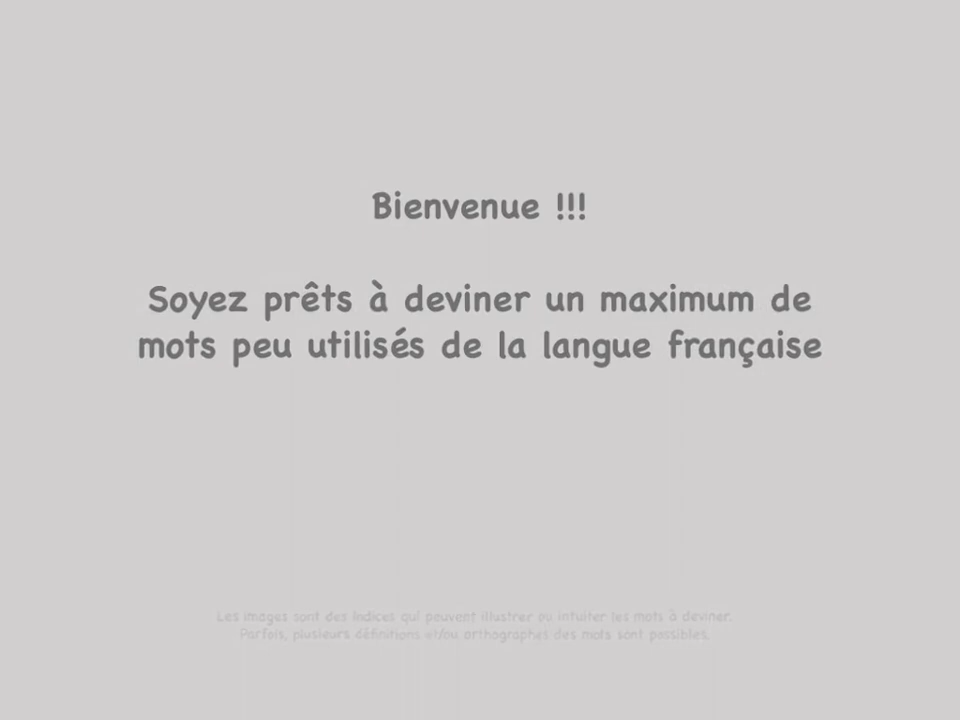 Bienvenue !!!
Soyez prêts à deviner un maximum de
mots peu utilisés de la langue française
Les images sont des indices qui peuvent illustrer ou intuiter les mots à deviner.
Parfois, plusieurs définitions et/ou orthographes des mots sont possibles.